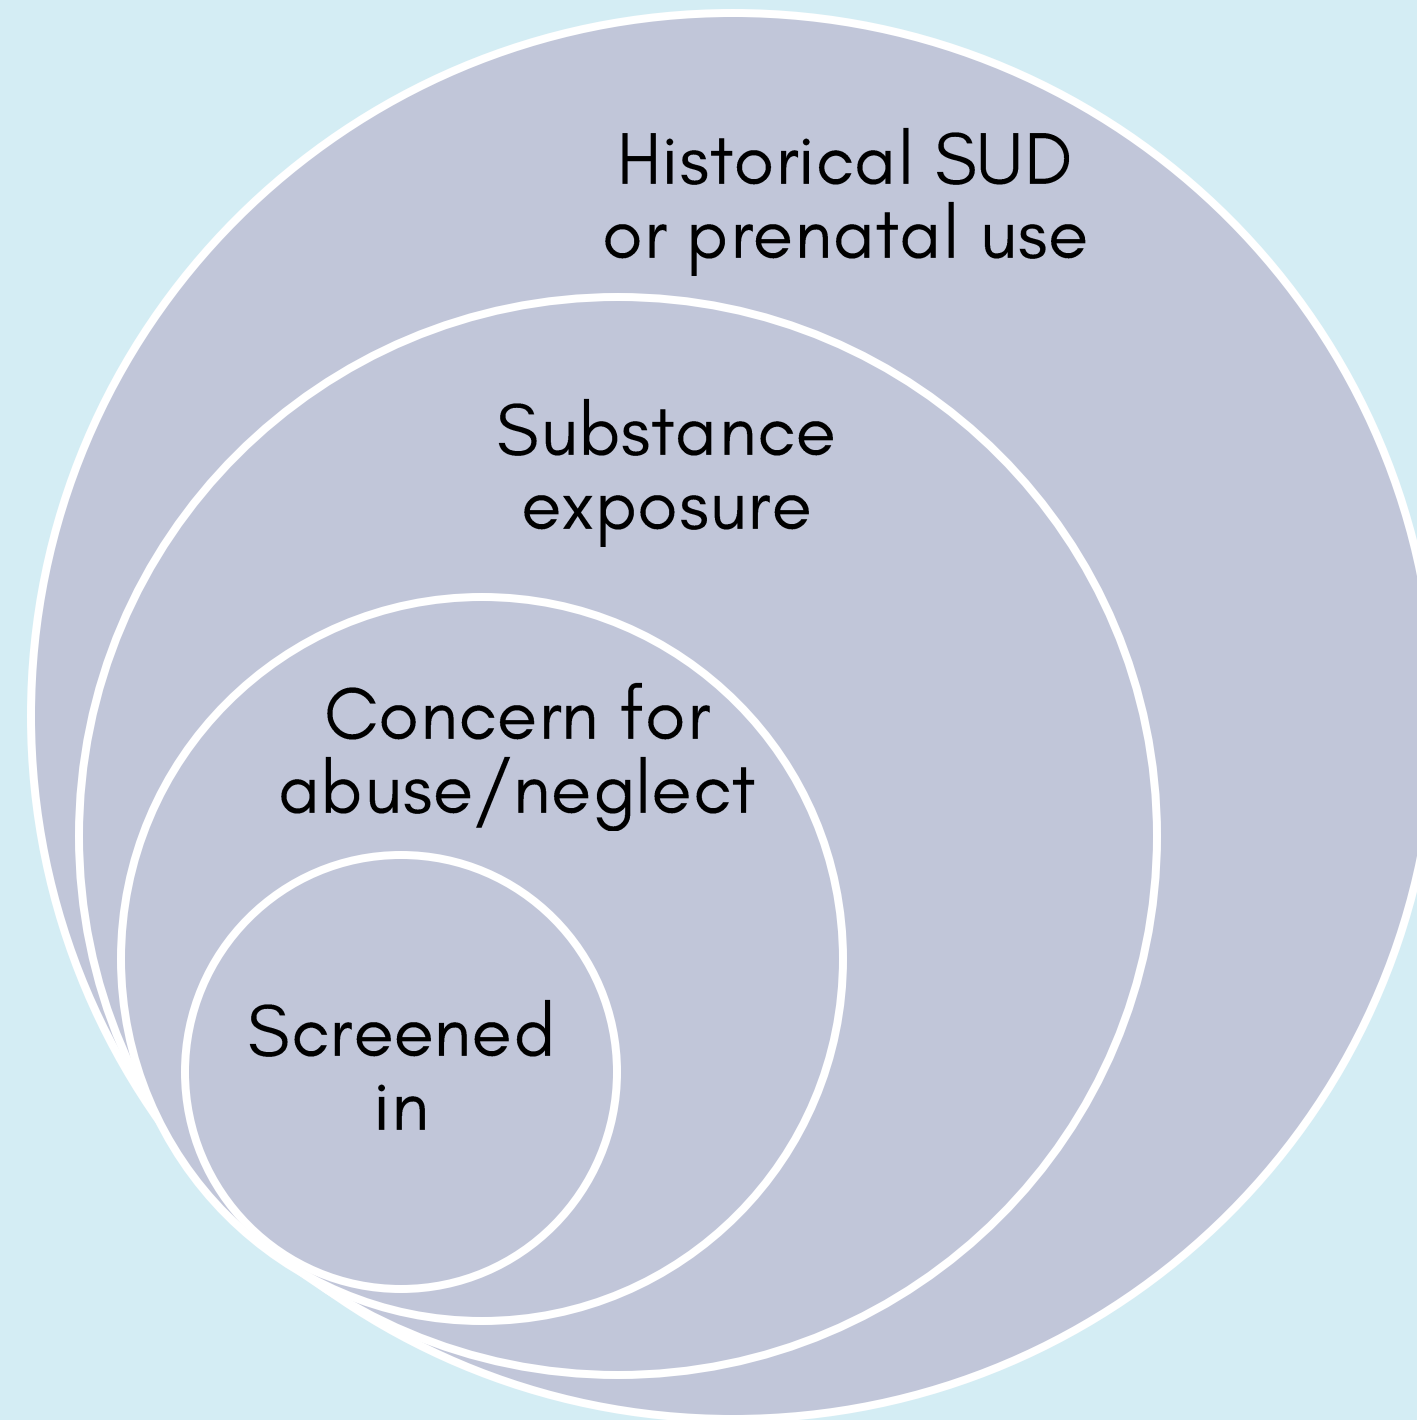 Historical SUD
or prenatal use
Substance
exposure
Concern for
abuse/neglect
Screened
in